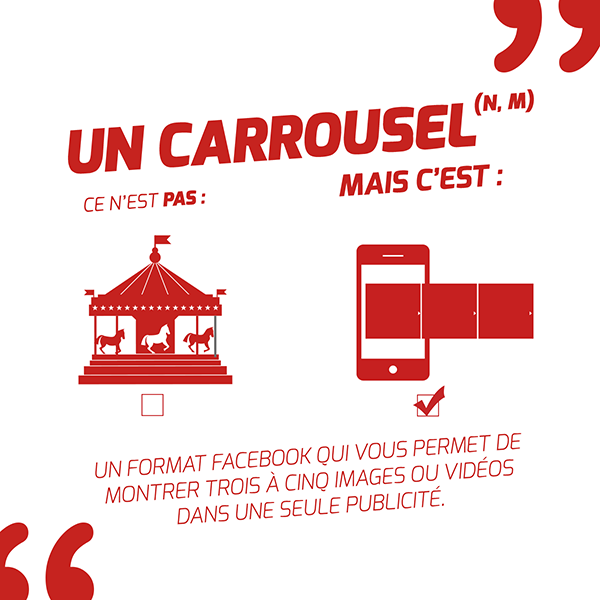 UN CARROUSEL (N, M)
CE N'EST PAS :
MAIS C'EST :
UN FORMAT FACEBOOK QUI VOUS PERMET DE
MONTRER TROIS À CINQ IMAGES OU VIDÉOS
DANS UNE SEULE PUBLICITÉ.